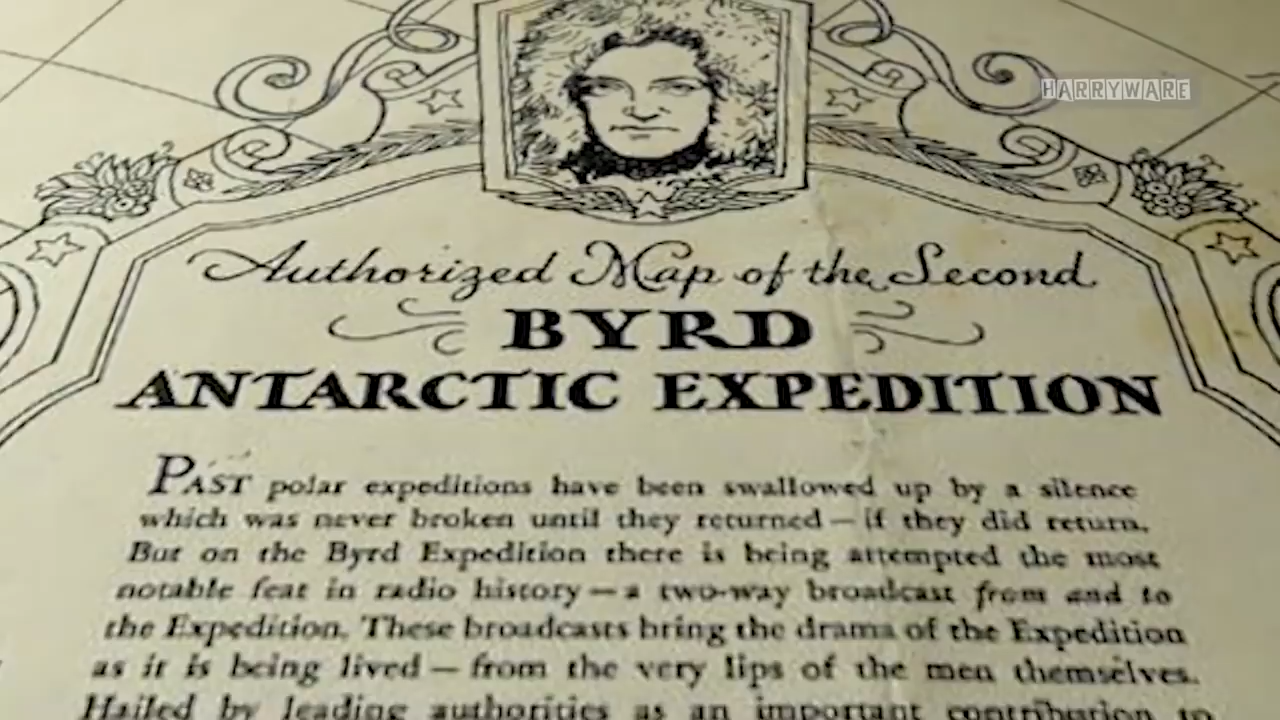 HARRYWARE
Authorized Map of the Second
BYRD
ANTARCTIC EXPEDITION
PAST polar expeditions have been swallowed up by a silence
which was never broken until they returned — if they did return.
But on the Byrd Expedition there is being attempted the most
notable feat in radio history — a two-way broadcast from and to
the Expedition. These broadcasts bring the drama of the Expedition
as it is being lived — from the very lips of the men themselves.
Hailed by leading authorities as an important contribution to